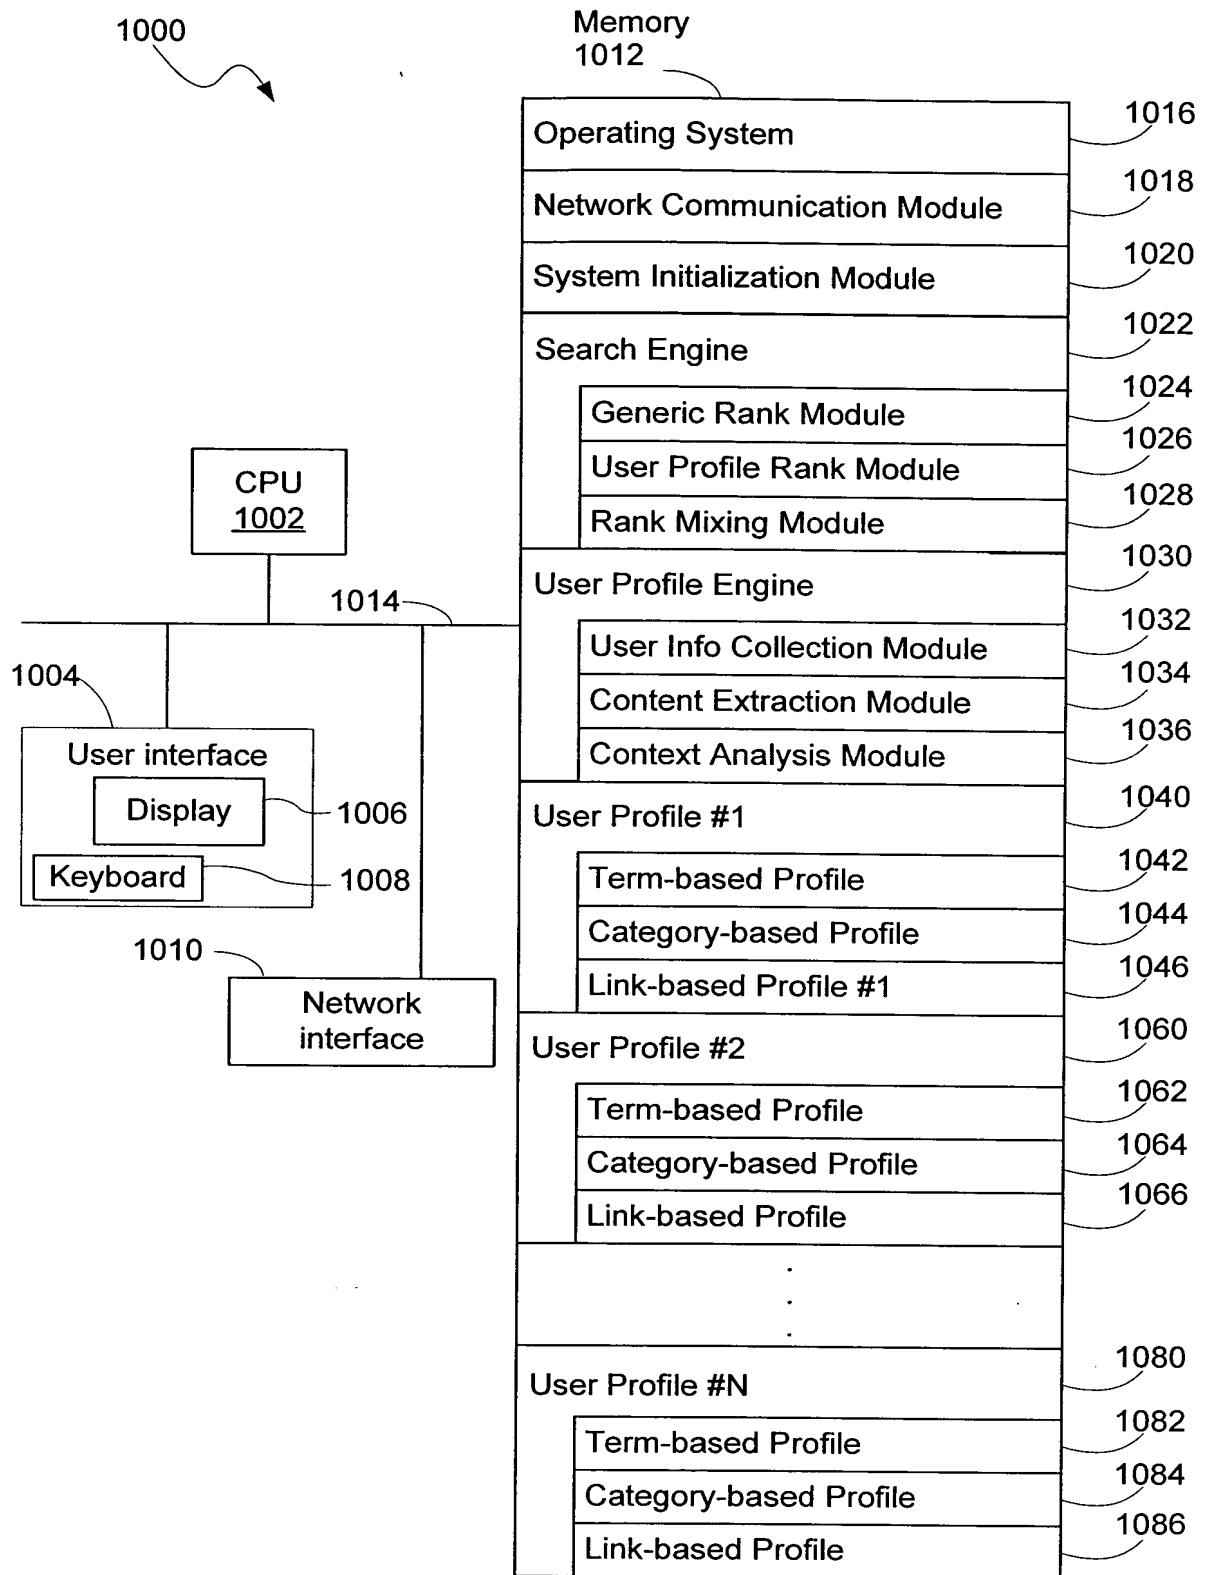 1000
Memory
1012
Operating System
1016
Network Communication Module
1018
System Initialization Module
1020
Search Engine
1022
Generic Rank Module
1024
User Profile Rank Module
1026
Rank Mixing Module
1028
CPU
1002
User Profile Engine
1030
1014
User Info Collection Module
1032
Content Extraction Module
1034
Context Analysis Module
1036
1004
User interface
Display
1006
Keyboard
1008
1010
Network
interface
User Profile #1
1040
Term-based Profile
1042
Category-based Profile
1044
Link-based Profile #1
1046
User Profile #2
1060
Term-based Profile
1062
Category-based Profile
1064
Link-based Profile
1066
.
.
.
User Profile #N
1080
Term-based Profile
1082
Category-based Profile
1084
Link-based Profile
1086